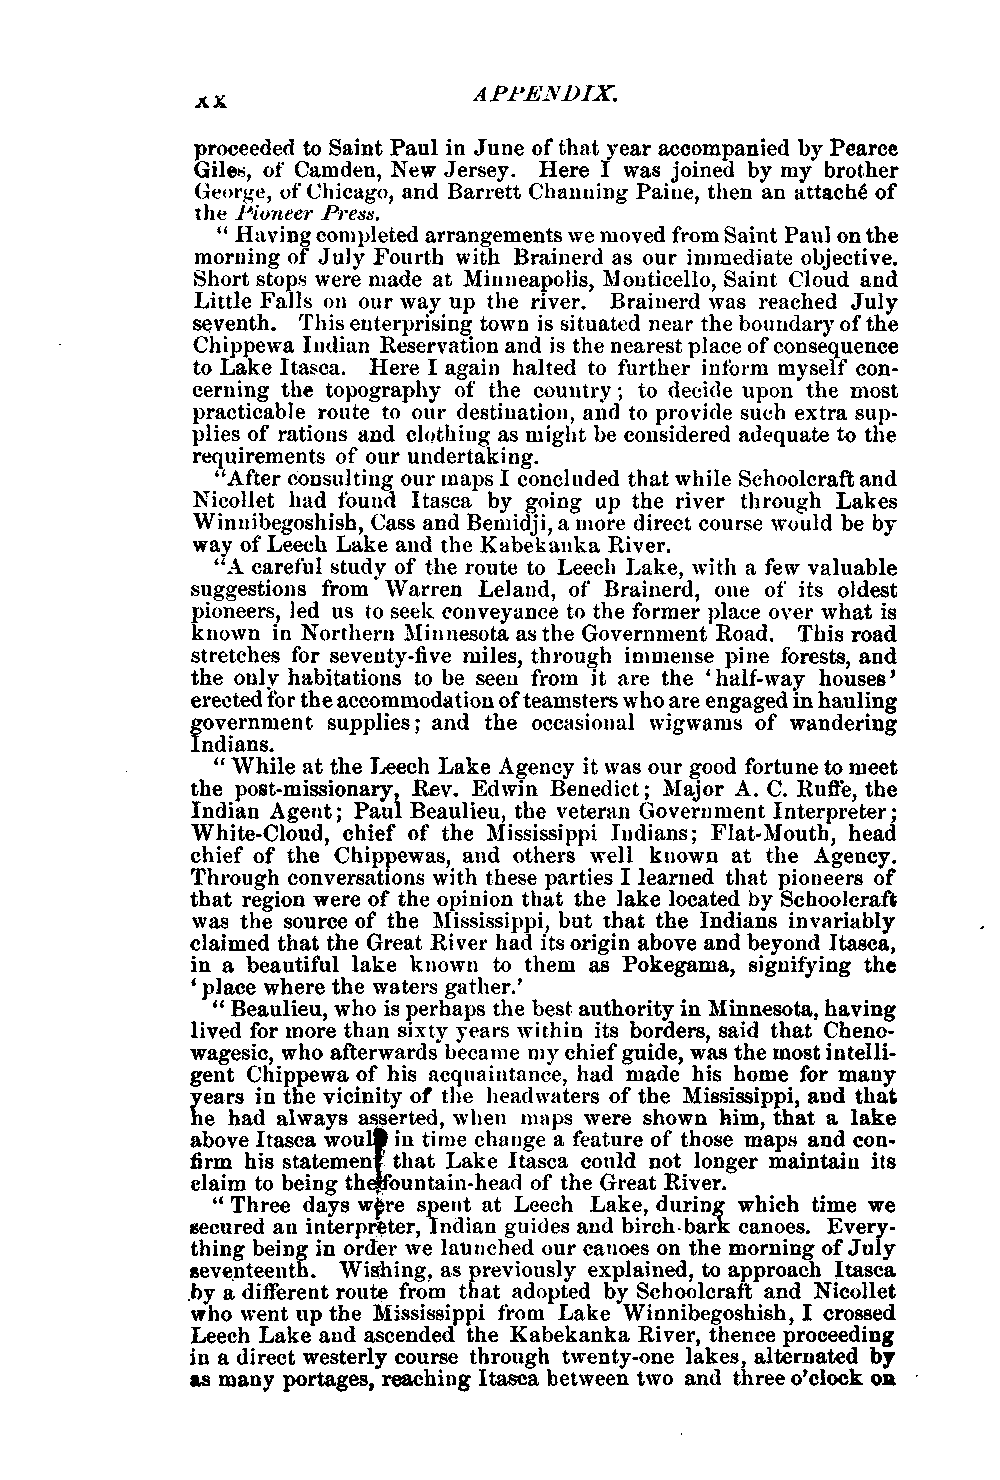 xx
APPENDIX.
proceeded to Saint Paul in June of that year accompanied by Pearce
Giles, of Camden, New Jersey. Here I was joined by my brother
George, of Chicago, and Barrett Channing Paine, then an attaché of
the Pioneer Press.
“ Having completed arrangements we moved from Saint Paul on the
morning of July Fourth with Brainerd as our immediate objective.
Short stops were made at Minneapolis, Monticello, Saint Cloud and
Little Falls on our way up the river. Brainerd was reached July
seventh. This enterprising town is situated near the boundary of the
Chippewa Indian Reservation and is the nearest place of consequence
to Lake Itasca. Here I again halted to further inform myself con-
cerning the topography of the country; to decide upon the most
practicable route to our destination, and to provide such extra sup-
plies of rations and clothing as might be considered adequate to the
requirements of our undertaking.
“After consulting our maps I concluded that while Schoolcraft and
Nicollet had found Itasca by going up the river through Lakes
Winnibegoshish, Cass and Bemidji, a more direct course would be by
way of Leech Lake and the Kabekanka River.
“A careful study of the route to Leech Lake, with a few valuable
suggestions from Warren Leland, of Brainerd, one of its oldest
pioneers, led us to seek conveyance to the former place over what is
known in Northern Minnesota as the Government Road. This road
stretches for seventy-five miles, through immense pine forests, and
the only habitations to be seen from it are the ‘half-way houses’
erected for the accommodation of teamsters who are engaged in hauling
government supplies; and the occasional wigwams of wandering
Indians.
“ While at the Leech Lake Agency it was our good fortune to meet
the post-missionary, Rev. Edwin Benedict; Major A. C. Ruffe, the
Indian Agent; Paul Beaulieu, the veteran Government Interpreter;
White-Cloud, chief of the Mississippi Indians; Flat-Mouth, head
chief of the Chippewas, and others well known at the Agency.
Through conversations with these parties I learned that pioneers of
that region were of the opinion that the lake located by Schoolcraft
was the source of the Mississippi, but that the Indians invariably
claimed that the Great River had its origin above and beyond Itasca,
in a beautiful lake known to them as Pokegama, signifying the
‘place where the waters gather.’
“ Beaulieu, who is perhaps the best authority in Minnesota, having
lived for more than sixty years within its borders, said that Cheno-
wagesic, who afterwards became my chief guide, was the most intelli-
gent Chippewa of his acquaintance, had made his home for many
years in the vicinity of the headwaters of the Mississippi, and that
he had always asserted, when maps were shown him, that a lake
above Itasca would in time change a feature of those maps and con-
firm his statement that Lake Itasca could not longer maintain its
claim to being the fountain-head of the Great River.
“ Three days were spent at Leech Lake, during which time we
secured an interpreter, Indian guides and birch-bark canoes. Every-
thing being in order we launched our canoes on the morning of July
seventeenth. Wishing, as previously explained, to approach Itasca
by a different route from that adopted by Schoolcraft and Nicollet
who went up the Mississippi from Lake Winnibegoshish, I crossed
Leech Lake and ascended the Kabekanka River, thence proceeding
in a direct westerly course through twenty-one lakes, alternated by
as many portages, reaching Itasca between two and three o’clock on